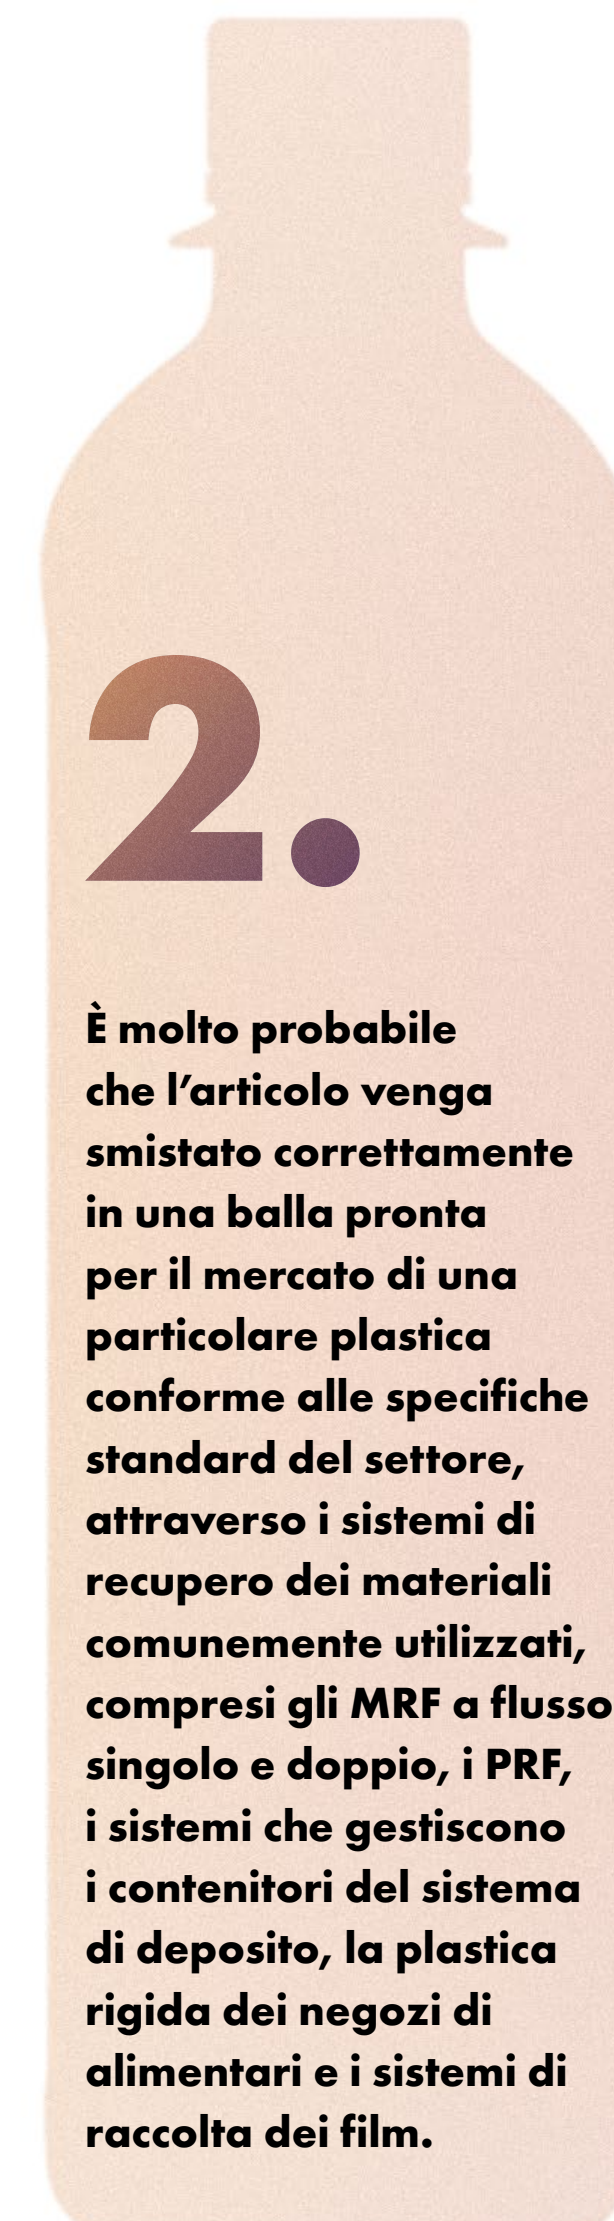 2.
È molto probabile
che l’articolo venga
smistato correttamente
in una balla pronta
per il mercato di una
particolare plastica
conforme alle specifiche
standard del settore,
attraverso i sistemi di
recupero dei materiali
comunemente utilizzati,
compresi gli MRF a flusso
singolo e doppio, i PRF,
i sistemi che gestiscono
i contenitori del sistema
di deposito, la plastica
rigida dei negozi di
alimentari e i sistemi di
raccolta dei film.